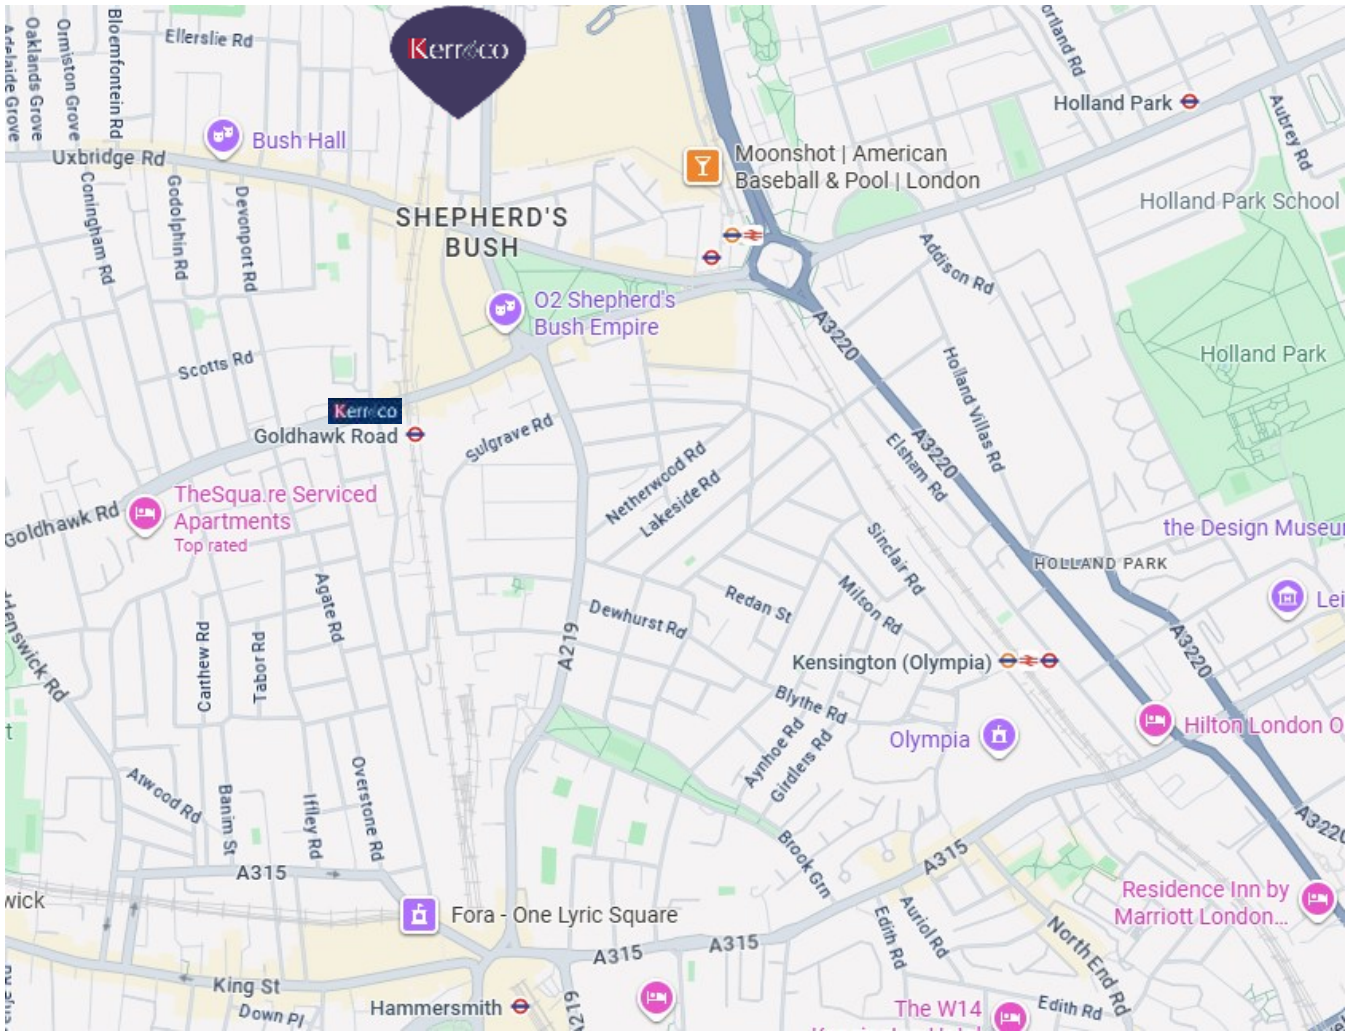 Adelaide Grove
Oaklands Grove
Ormiston Grove
Bloemfontein Rd
Ellerslie Rd
Kerr&co
Holland Park
Aubrey Rd
Bush Hall
Uxbridge Rd
Moonshot | American
Baseball & Pool | London
Coningham Rd
Godolphin Rd
Devonport Rd
SHEPHERD'S
BUSH
Holland Park School
Addison Rd
O2 Shepherd's
Bush Empire
A3220
Holland Park
Scotts Rd
Holland Villas Rd
Kerr&co
Goldhawk Road
Sulgrave Rd
A3220
Elsham Rd
Netherwood Rd
Lakeside Rd
TheSqua.re Serviced
Apartments
Top rated
Goldhawk Rd
the Design Museu
Sinclair Rd
HOLLAND PARK
Agate Rd
Redan St
Milson Rd
Dewhurst Rd
Lei
Carthew Rd
Tabor Rd
A219
A3220
Kensington (Olympia)
Blythe Rd
Olympia
Hilton London O
Aynhoe Rd
Girdlers Rd
Atwood Rd
Banim St
Iffley Rd
Overstone Rd
A3220
Brook Grn
A315
A315
wick
Fora - One Lyric Square
Residence Inn by
Marriott London...
Edith Rd
Auriol Rd
North End Rd
A315
A315
King St
Down Pl
Hammersmith
A219
The W14
Edith Rd